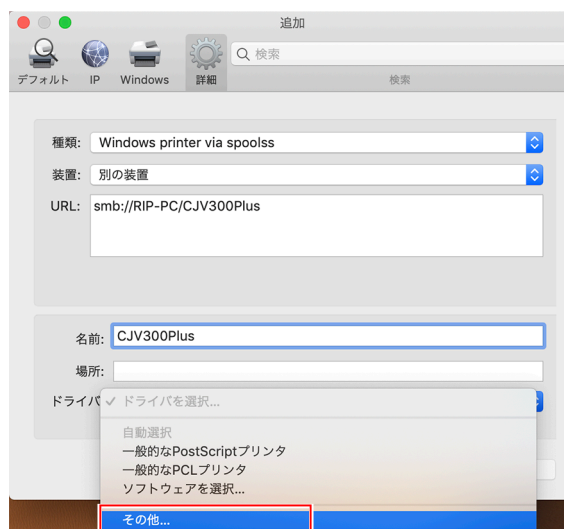 追加
検索
デフォルト IP Windows 詳細 検索
種類: Windows printer via spoolss
装置: 別の装置
URL: smb://RIP-PC/CJV300Plus
名前: CJV300Plus
場所:
ドライバ ✓ ドライバを選択...
自動選択
一般的なPostScriptプリンタ
一般的なPCLプリンタ
ソフトウェアを選択...
その他...